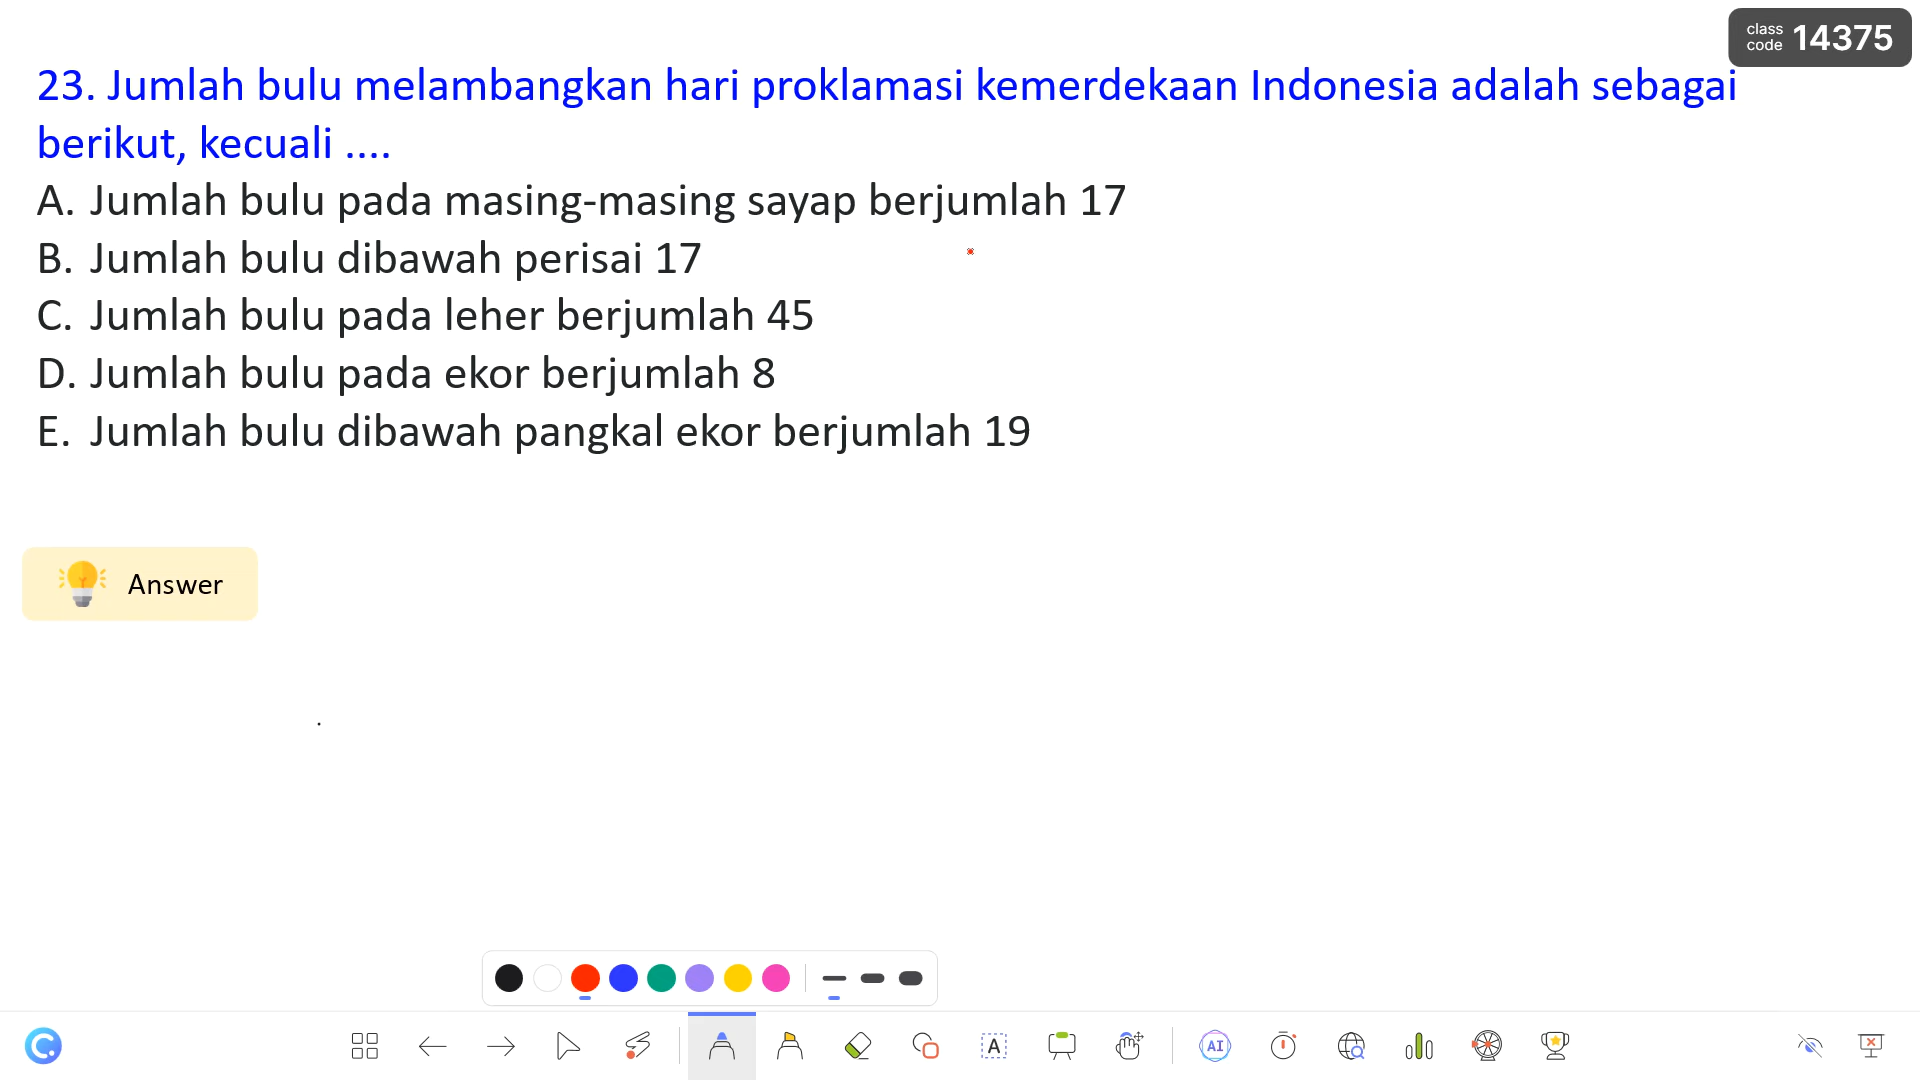 class
code 14375
23. Jumlah bulu melambangkan hari proklamasi kemerdekaan Indonesia adalah sebagai
berikut, kecuali ....
A. Jumlah bulu pada masing-masing sayap berjumlah 17
B. Jumlah bulu dibawah perisai 17
C. Jumlah bulu pada leher berjumlah 45
D. Jumlah bulu pada ekor berjumlah 8
E. Jumlah bulu dibawah pangkal ekor berjumlah 19
Answer
A
AI